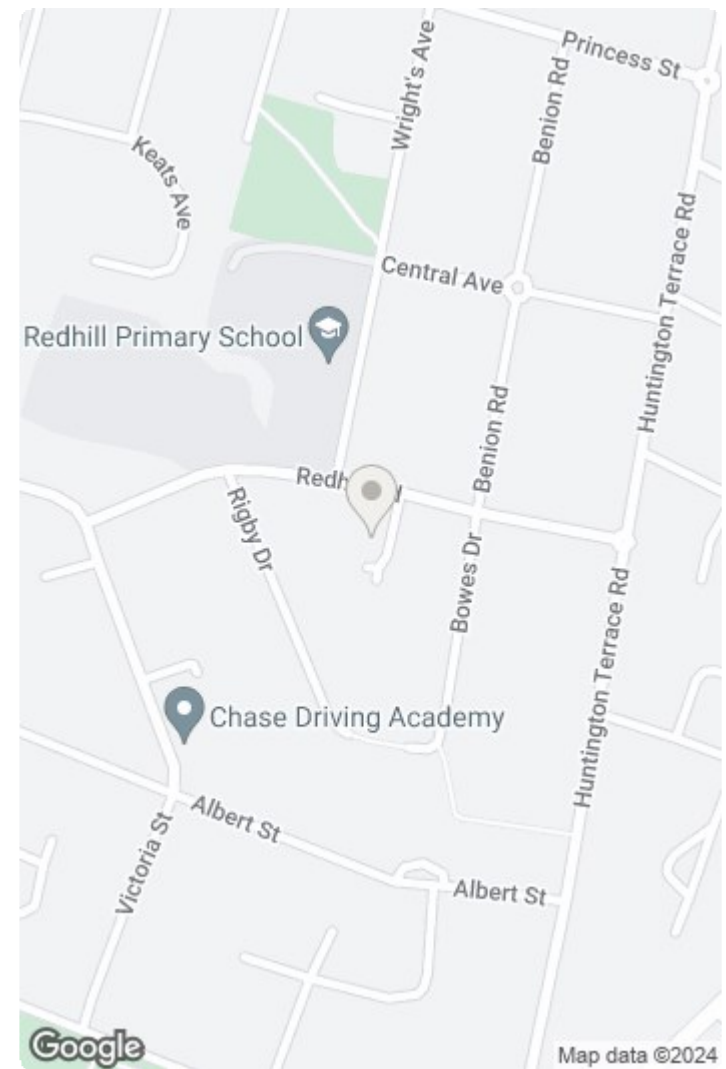 Princess St
Wright's Ave
Benion Rd
Keats Ave
Huntington Terrace Rd
Central Ave
Redhill Primary School
Benion Rd
Rigby Dr
Bowes Dr
Huntington Terrace Rd
Chase Driving Academy
Albert St
Victoria St
Albert St
Google
Map data ©2024